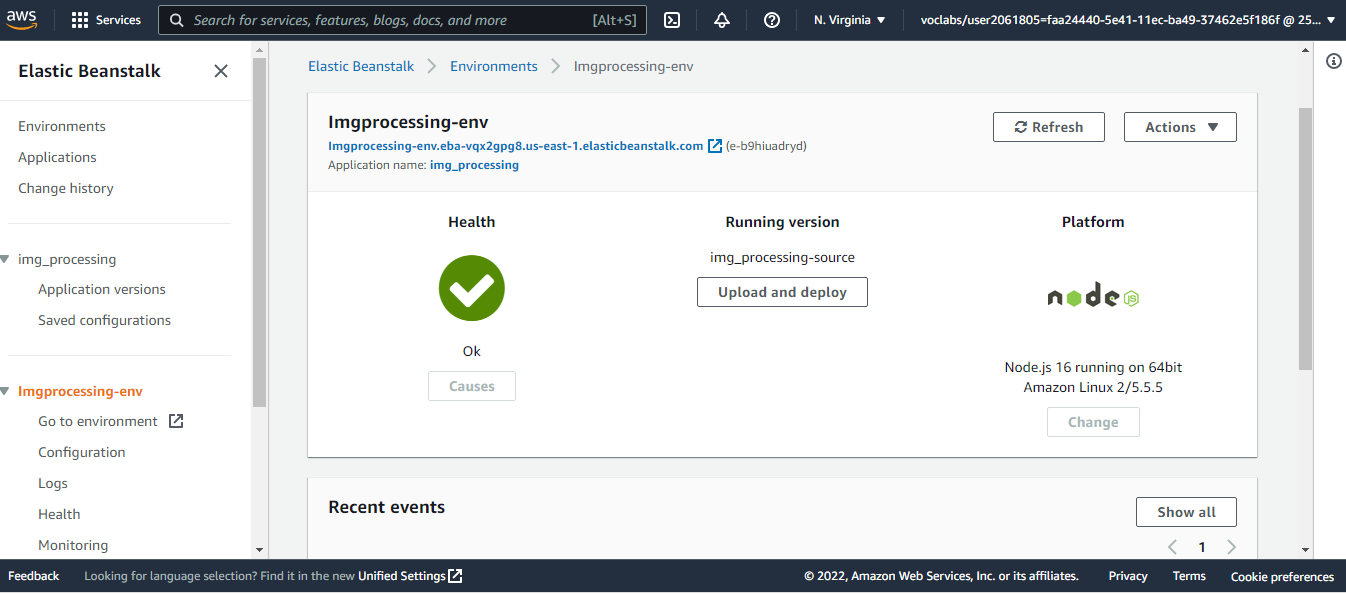 aws Services Search for services, features, blogs, docs, and more [Alt+S] N. Virginia voclabs/user2061805=faa24440-5e41-11ec-ba49-37462e5f186f @ 25...
Elastic Beanstalk
Environments
Applications
Change history
img_processing
Application versions
Saved configurations
Imgprocessing-env
Go to environment
Configuration
Logs
Health
Monitoring
Elastic Beanstalk Environments Imgprocessing-env
Imgprocessing-env
Imgprocessing-env.eba-vqx2gpg8.us-east-1.elasticbeanstalk.com (e-b9hiuadryd)
Application name: img_processing
Refresh
Actions
Health
Ok
Causes
Running version
img_processing-source
Upload and deploy
Platform
node JS
Node.js 16 running on 64bit
Amazon Linux 2/5.5.5
Change
Recent events
Show all
1
Feedback Looking for language selection? Find it in the new Unified Settings © 2022, Amazon Web Services, Inc. or its affiliates. Privacy Terms Cookie preferences